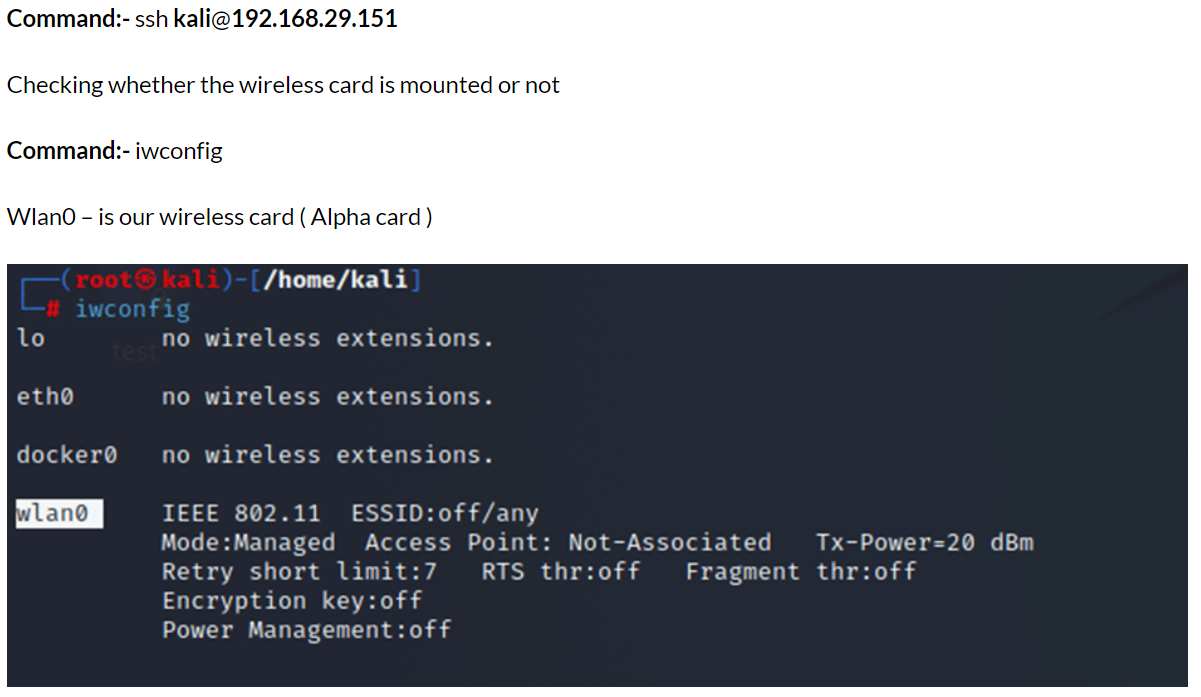 Command:- ssh kali@192.168.29.151
Checking whether the wireless card is mounted or not
Command:- iwconfig
Wlan0 – is our wireless card ( Alpha card )
┌──(root㉿kali)-[/home/kali]
└─# iwconfig
lo        no wireless extensions.
test
eth0      no wireless extensions.
docker0   no wireless extensions.
wlan0     IEEE 802.11  ESSID:off/any
Mode:Managed  Access Point: Not-Associated   Tx-Power=20 dBm
Retry short limit:7   RTS thr:off   Fragment thr:off
Encryption key:off
Power Management:off